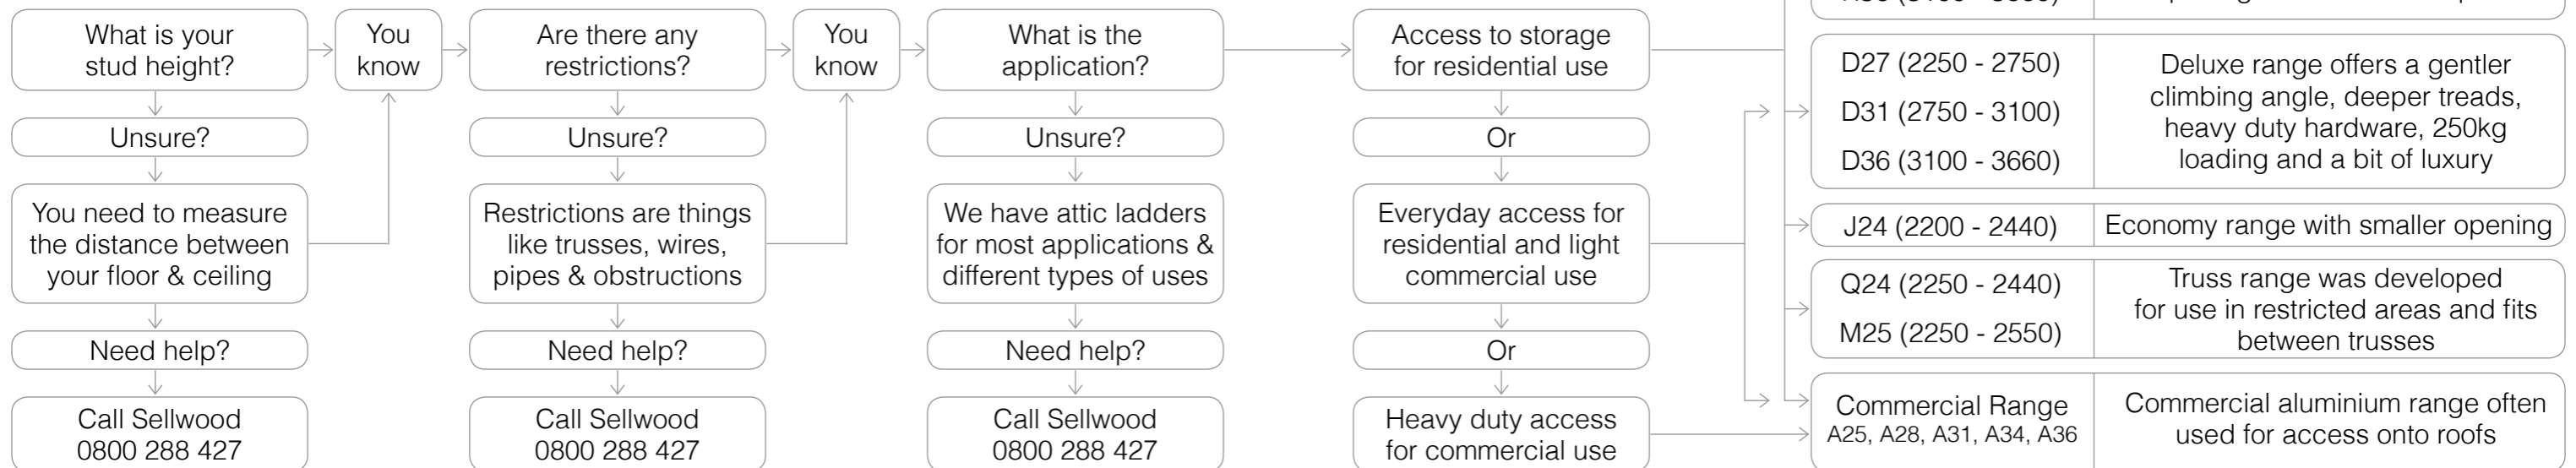 What is your
stud height?
Unsure?
You need to measure
the distance between
your floor & ceiling
Need help?
Call Sellwood
0800 288 427
You
know
Are there any
restrictions?
Unsure?
Restrictions are things
like trusses, wires,
pipes & obstructions
Need help?
Call Sellwood
0800 288 427
You
know
What is the
application?
Unsure?
We have attic ladders
for most applications &
different types of uses
Need help?
Call Sellwood
0800 288 427
Access to storage
for residential use
Or
Everyday access for
residential and light
commercial use
Or
Heavy duty access
for commercial use
D27 (2250 - 2750)
D31 (2750 - 3100)
D36 (3100 - 3660)
Deluxe range offers a gentler
climbing angle, deeper treads,
heavy duty hardware, 250kg
loading and a bit of luxury
J24 (2200 - 2440)
Economy range with smaller opening
Q24 (2250 - 2440)
M25 (2250 - 2550)
Truss range was developed
for use in restricted areas and fits
between trusses
Commercial Range
A25, A28, A31, A34, A36
Commercial aluminium range often
used for access onto roofs